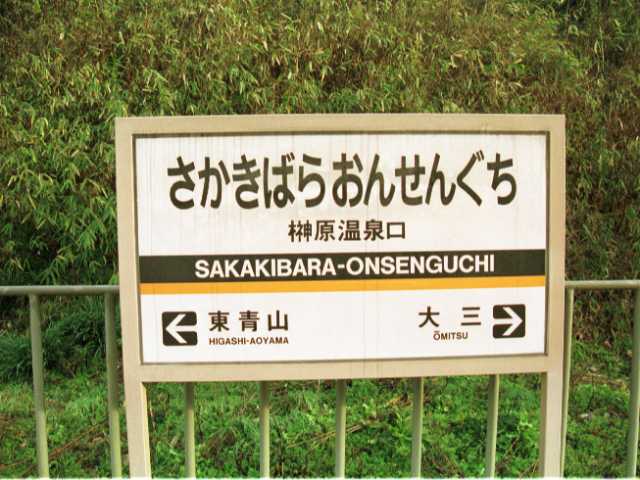 さかきばらおんせんぐち
榊原温泉口
SAKAKIBARA-ONSENGUCHI
東青山 大三
HIGASHI-AOYAMA ŌMITSU